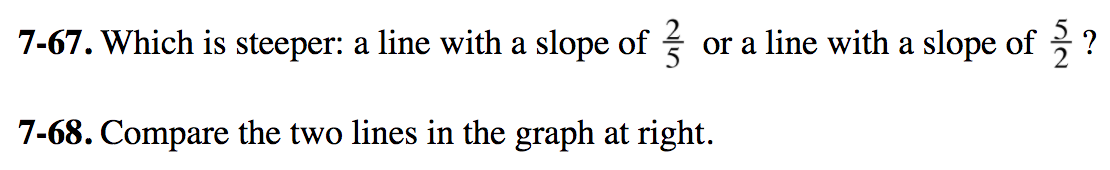 7-67. Which is steeper: a line with a slope of 2/5 or a line with a slope of 5/2 ?
7-68. Compare the two lines in the graph at right.